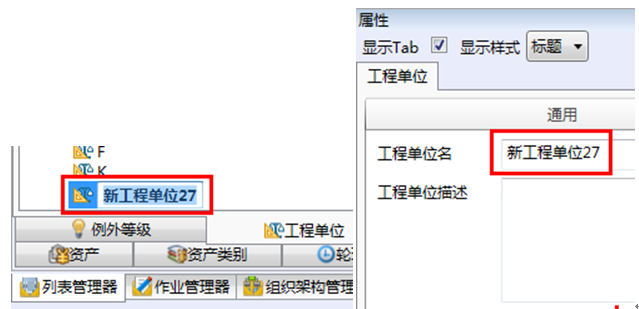 F
K
新工程单位27
例外等级
工程单位
资产
资产类别
列表管理器
作业管理器
组织架构管理
属性
显示Tab
显示样式
标题
工程单位
通用
工程单位名
新工程单位27
工程单位描述